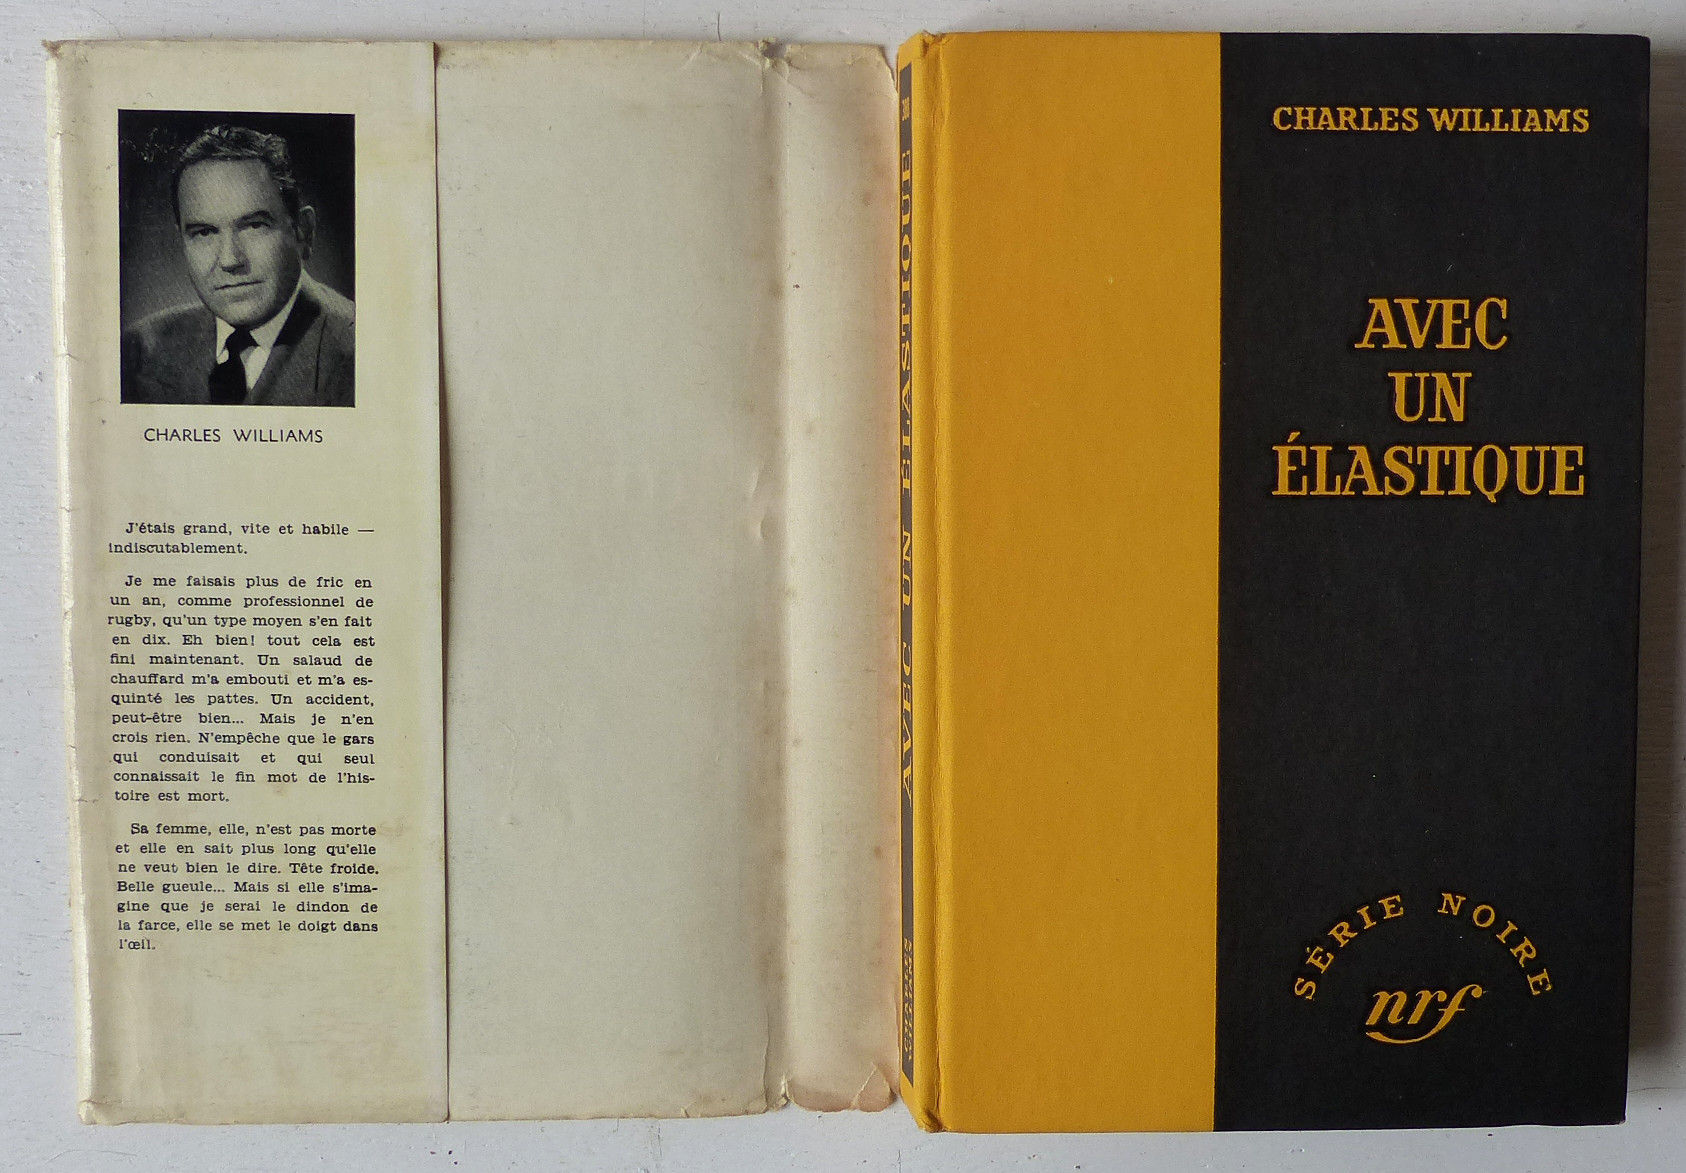 CHARLES WILLIAMS
J'étais grand, vite et habile —
indiscutablement.
Je me faisais plus de fric en
un an, comme professionnel de
rugby, qu'un type moyen s'en fait
en dix. Eh bien! tout cela est
fini maintenant. Un salaud de
chauffard m'a embouti et m'a es-
quinté les pattes. Un accident,
peut-être bien... Mais je n'en
crois rien. N'empêche que le gars
qui conduisait et qui seul
connaissait le fin mot de l'his-
toire est mort.
Sa femme, elle, n'est pas morte
et elle en sait plus long qu'elle
ne veut bien le dire. Tête froide.
Belle gueule... Mais si elle s'ima-
gine que je serai le dindon de
la farce, elle se met le doigt dans
l'œil.
CHARLES
WILLIAMS
AVEC UN ÉLASTIQUE
CHARLES WILLIAMS
AVEC
UN
ÉLASTIQUE
SÉRIE NOIRE
nrf